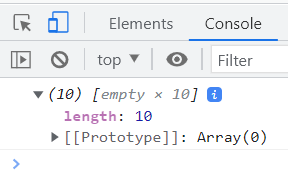 Elements Console
top Filter
(10) [empty × 10] i
length: 10
[[Prototype]]: Array(0)